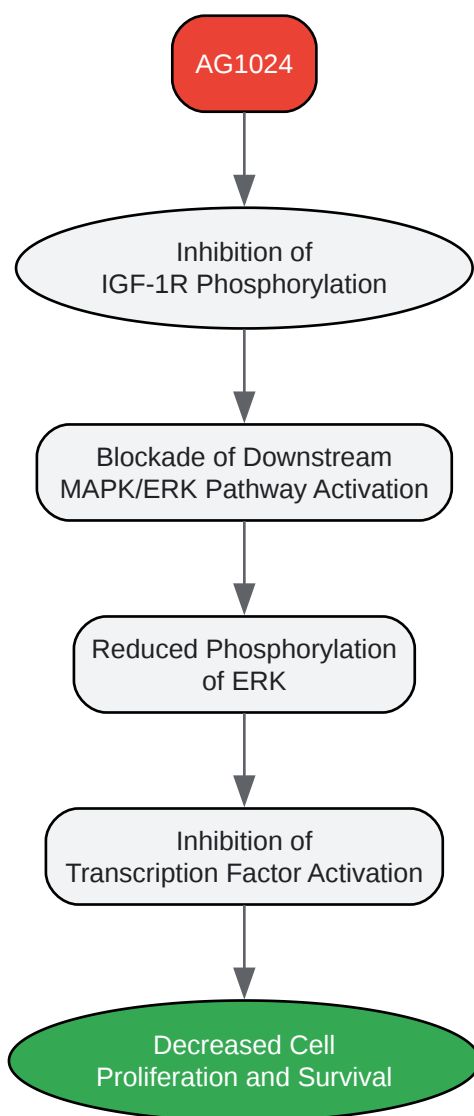 AG1024
Inhibition of
IGF-1R Phosphorylation
Blockade of Downstream
MAPK/ERK Pathway Activation
Reduced Phosphorylation
of ERK
Inhibition of
Transcription Factor Activation
Decreased Cell
Proliferation and Survival